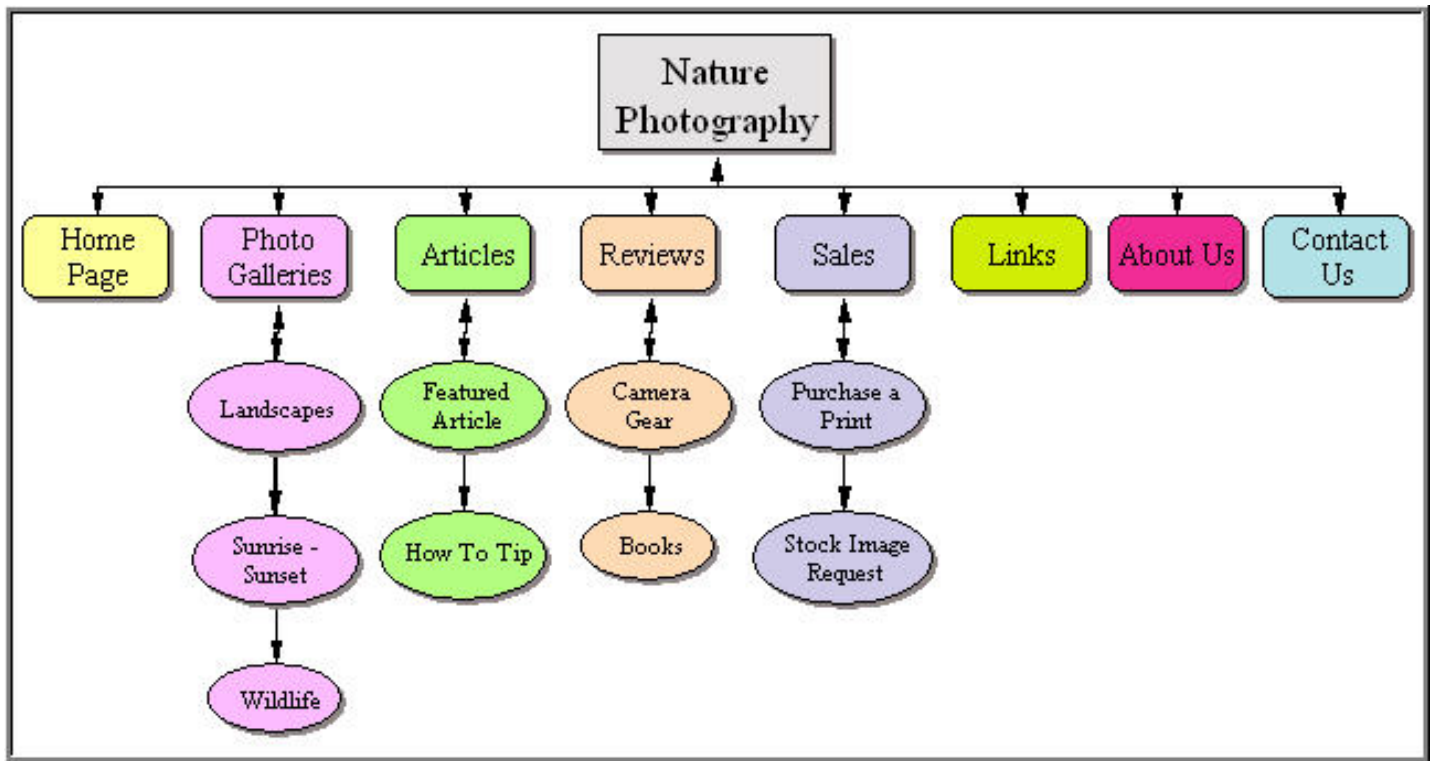 Nature
Photography
Home
Page
Photo
Galleries
Articles
Reviews
Sales
Links
About Us
Contact
Us
Landscapes
Featured
Article
Camera
Gear
Purchase a
Print
Sunrise -
Sunset
How To Tip
Books
Stock Image
Request
Wildlife